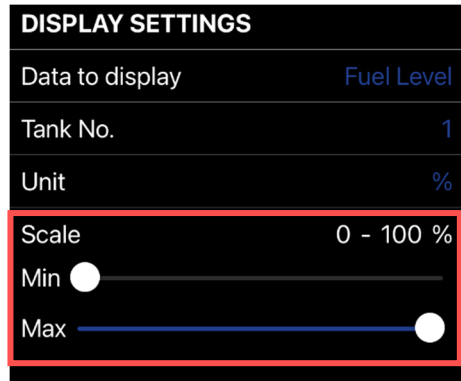 DISPLAY SETTINGS
Data to display Fuel Level
Tank No. 1
Unit %
Scale 0 - 100 %
Min
Max